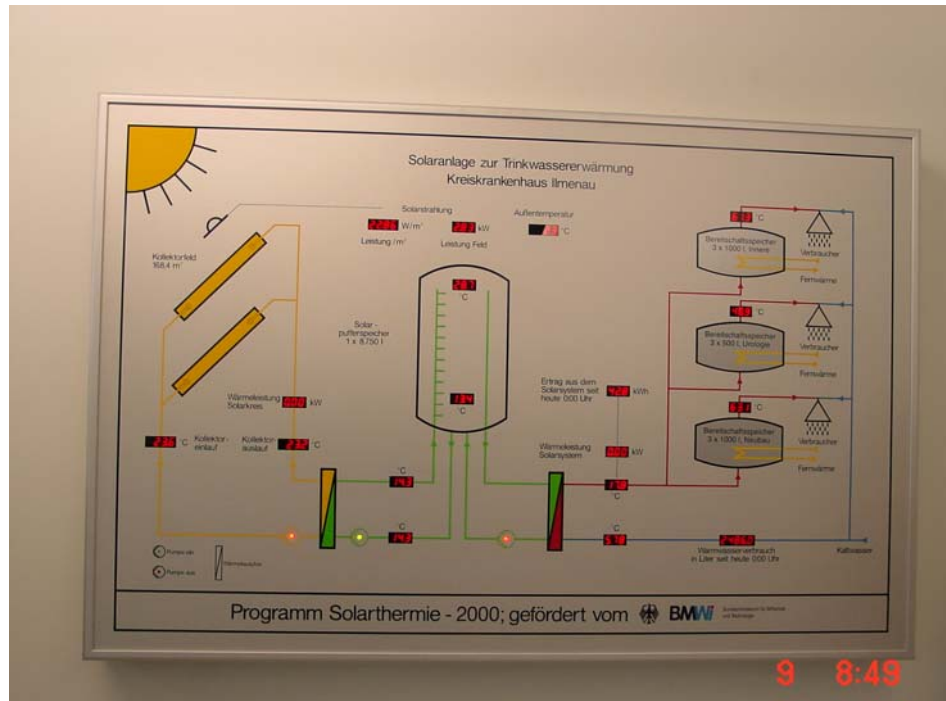 Solaranlage zur Trinkwassererwärmung
Kreiskrankenhaus Ilmenau
Solarstrahlung
W/m²
kW
Leistung /m²
Leistung Feld
Außentemperatur
°C
Kollektorfeld
168,4 m²
°C
Solar -
pufferspeicher
1 x 8.750 l
°C
Wärmeleistung
Solarkreis
kW
°C
Kollektor-
einlauf
Kollektor-
auslauf
°C
°C
°C
Ertrag aus dem
Solarsystem seit
heute 0:00 Uhr
kWh
Wärmeleistung
Solarsystem
kW
°C
°C
°C
Bereitschaftsspeicher
Verbraucher
Fernwärme
°C
Bereitschaftsspeicher
3 x 500 l, Urologie
Verbraucher
Fernwärme
°C
Bereitschaftsspeicher
3 x 1000 l, Neubau
Verbraucher
Fernwärme
Warmwasserverbrauch
in Liter seit heute 0:00 Uhr
Kaltwasser
Pumpe ein
Pumpe aus
Wärmetauscher
Programm Solarthermie - 2000; gefördert vom
BMWi
9 8:49